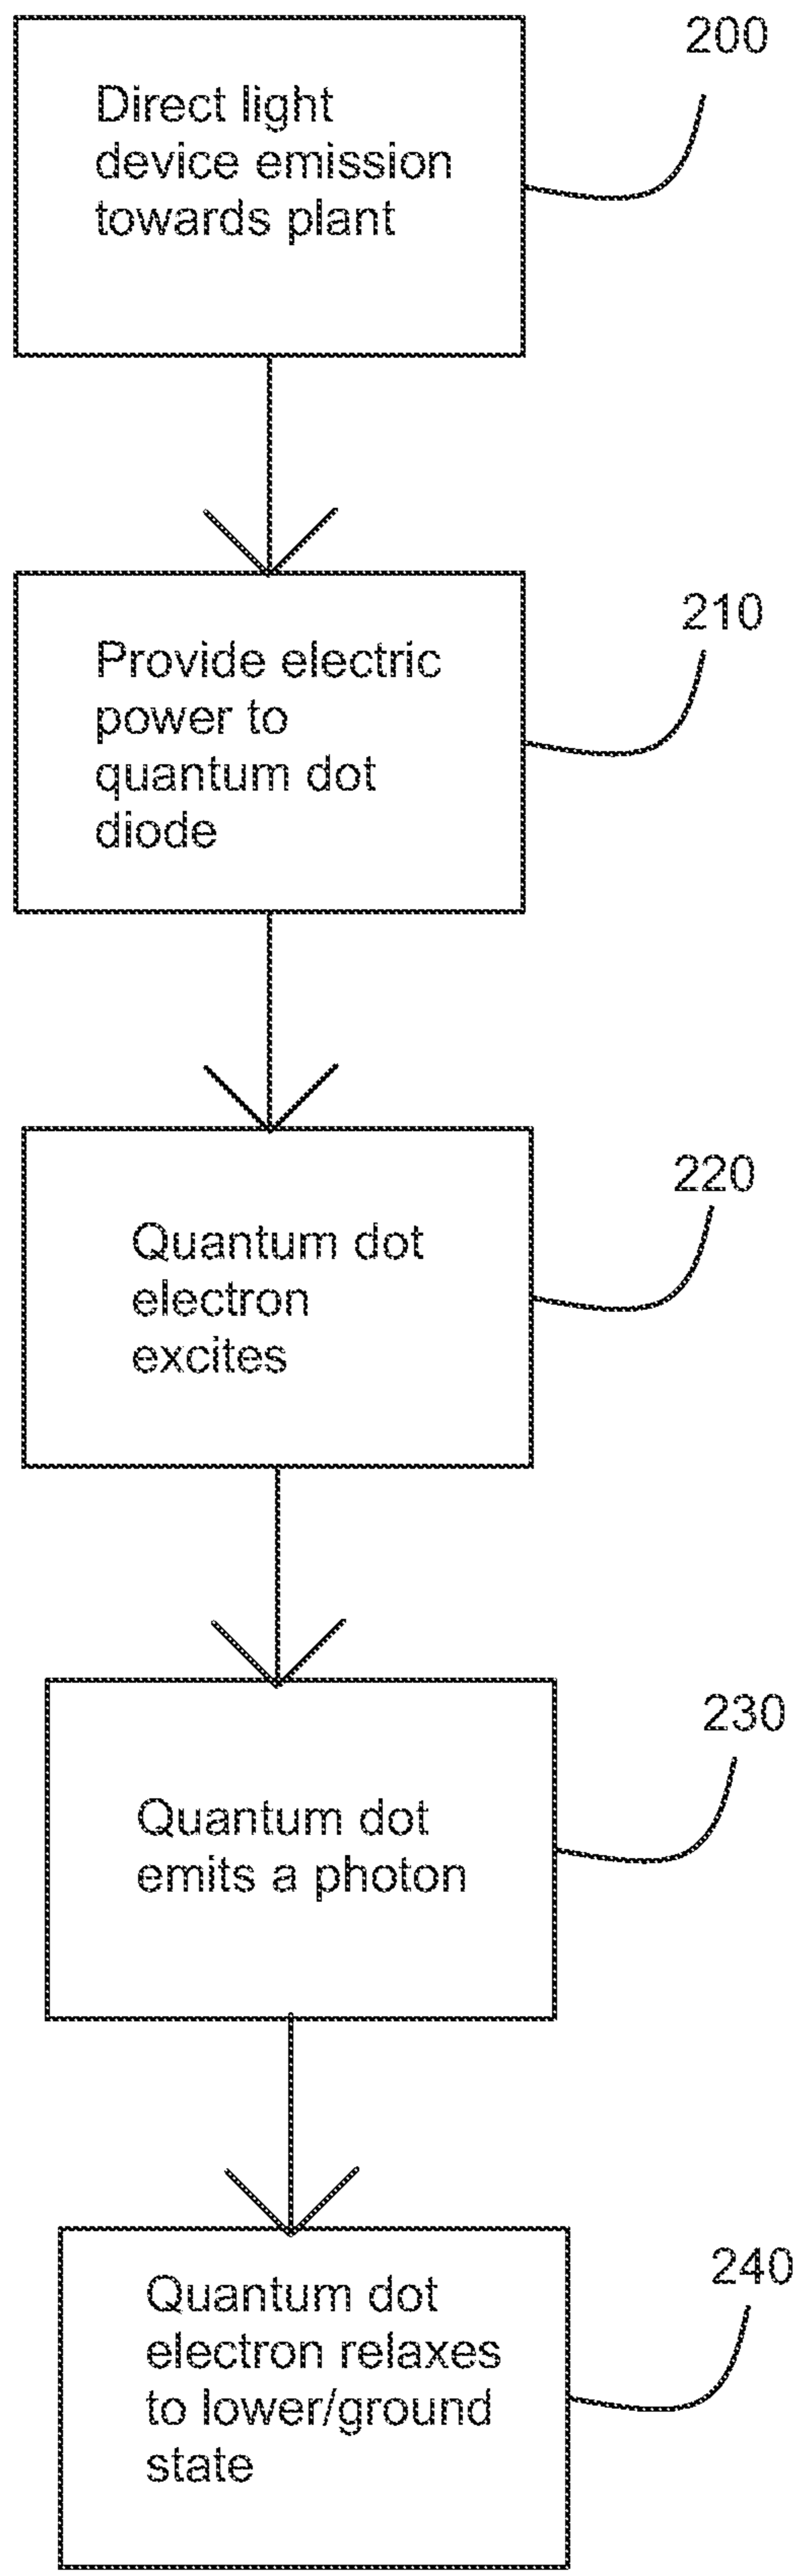 200
Direct light
device emission
towards plant
210
Provide electric
power to
quantum dot
diode
220
Quantum dot
electron
excites
230
Quantum dot
emits a photon
240
Quantum dot
electron relaxes
to lower/ground
state